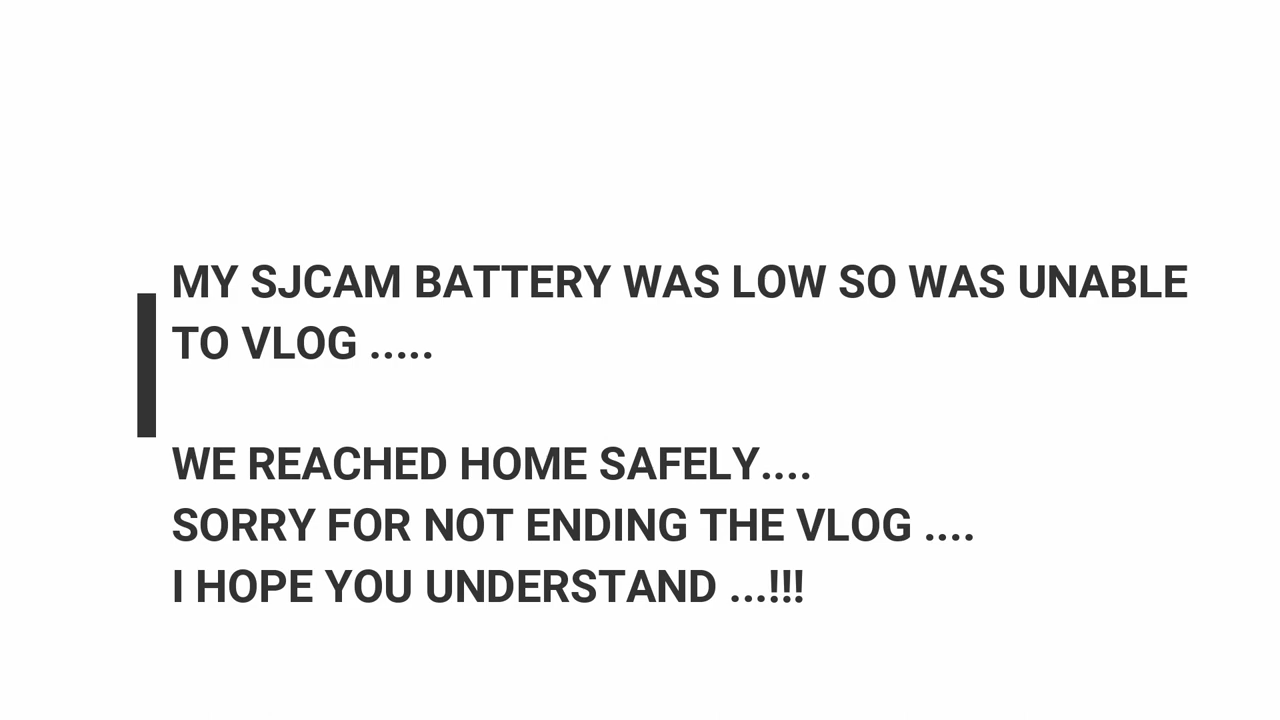 MY SJCAM BATTERY WAS LOW SO WAS UNABLE
TO VLOG .....
WE REACHED HOME SAFELY....
SORRY FOR NOT ENDING THE VLOG ....
I HOPE YOU UNDERSTAND ...!!!